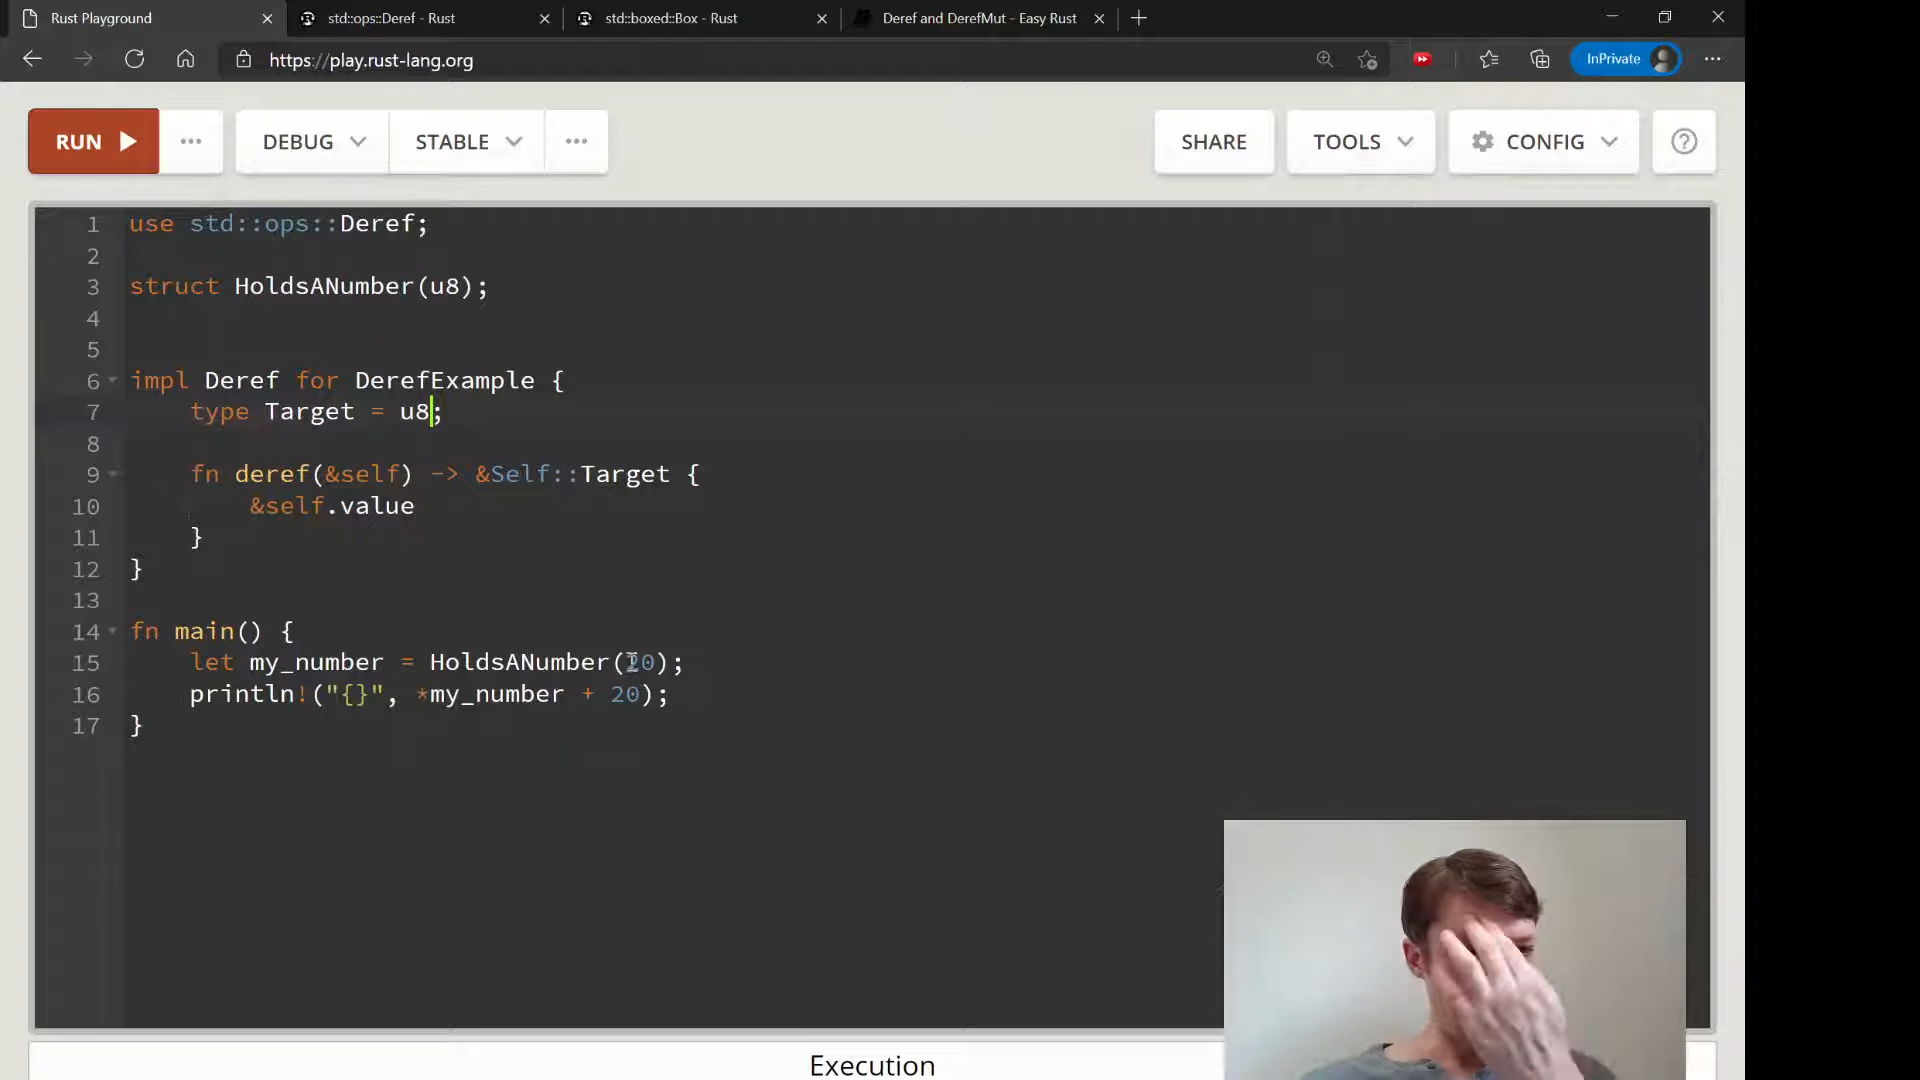 Rust Playground
std::ops::Deref - Rust
std::boxed::Box - Rust
Deref and DerefMut - Easy Rust
https://play.rust-lang.org
InPrivate
RUN
DEBUG
STABLE
SHARE
TOOLS
CONFIG
1 use std::ops::Deref;
2
3 struct HoldsANumber(u8);
4
5
6 impl Deref for DerefExample {
7 type Target = u8;
8
9 fn deref(&self) -> &Self::Target {
10 &self.value
11 }
12 }
13
14 fn main() {
15 let my_number = HoldsANumber(20);
16 println!("{}", *my_number + 20);
17 }
Execution